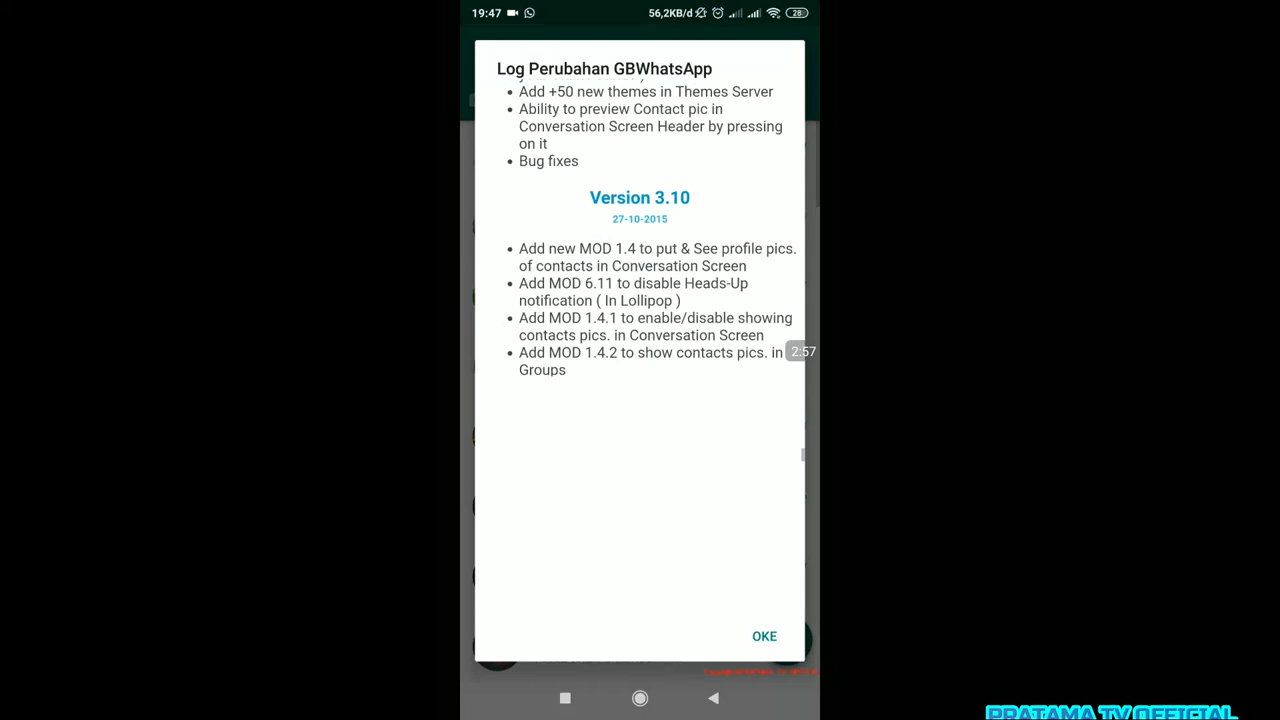 19:47
56,2KB/d
28
Log Perubahan GBWhatsApp
Add +50 new themes in Themes Server
Ability to preview Contact pic in
Conversation Screen Header by pressing
on it
Bug fixes
Version 3.10
27-10-2015
Add new MOD 1.4 to put & See profile pics.
of contacts in Conversation Screen
Add MOD 6.11 to disable Heads-Up
notification ( In Lollipop )
Add MOD 1.4.1 to enable/disable showing
contacts pics. in Conversation Screen
Add MOD 1.4.2 to show contacts pics. in
Groups
2:57
OKE
PRATAMA TV OFFICIAL